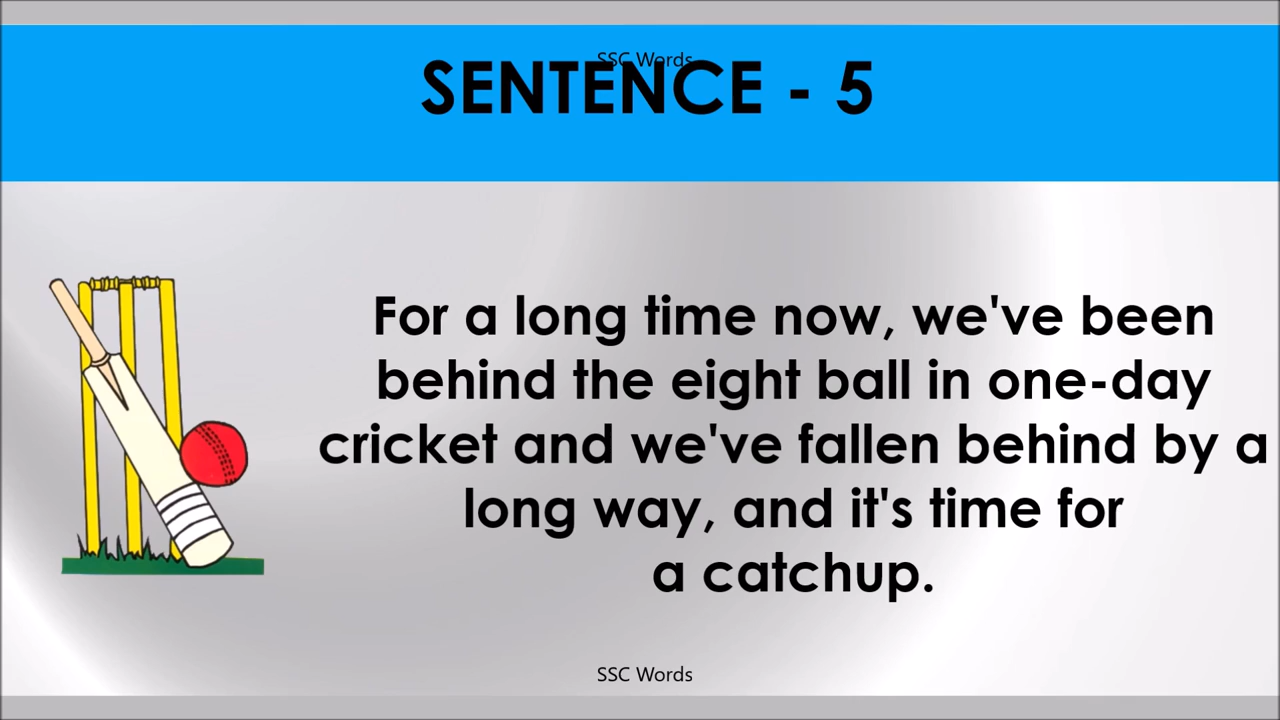 SSC Words
SENTENCE - 5
For a long time now, we've been
behind the eight ball in one-day
cricket and we've fallen behind by a
long way, and it's time for
a catchup.
SSC Words